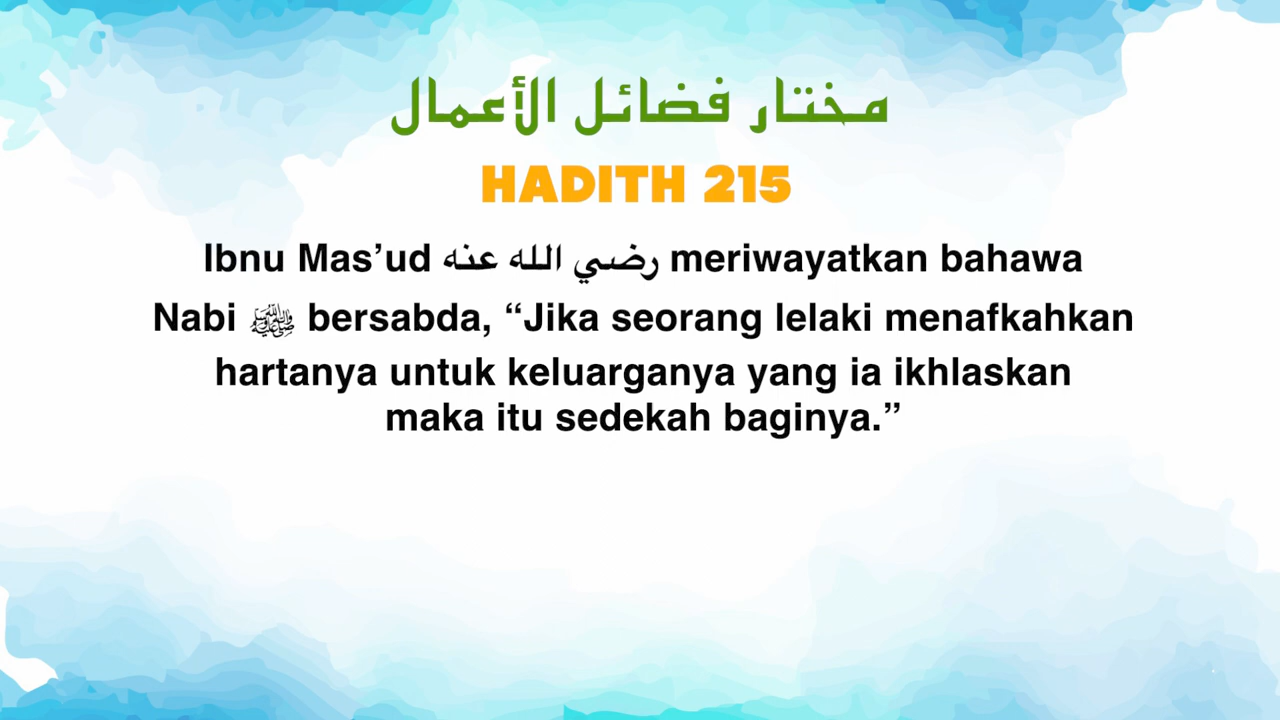 مختار فضائل الأعمال
HADITH 215
Ibnu Mas’ud رضي الله عنه meriwayatkan bahawa
Nabi ﷺ bersabda, “Jika seorang lelaki menafkahkan
hartanya untuk keluarganya yang ia ikhlaskan
maka itu sedekah baginya.”